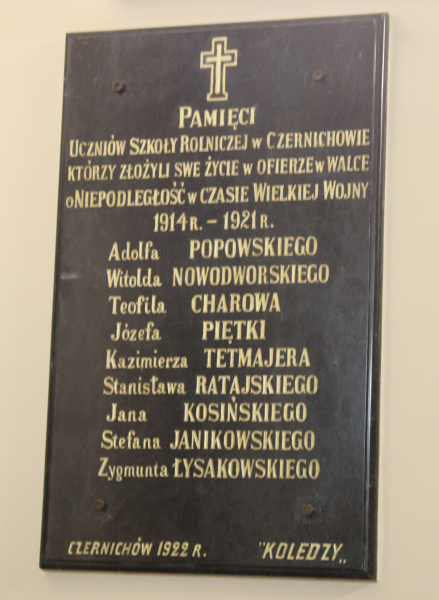 PAMIĘCI
UCZNIÓW SZKOŁY ROLNICZEJ W CZERNICHOWIE
KTÓRZY ZŁOŻYLI SWE ŻYCIE W OFIERZE W WALCE
O NIEPODLEGŁOŚĆ W CZASIE WIELKIEJ WOJNY
1914 R. – 1921 R.
Adolfa POPOWSKIEGO
Witolda NOWODWORSKIEGO
Teofila CHAROWA
Józefa PIĘTKI
Kazimierza TETMAJERA
Stanisława RATAJSKIEGO
Jana KOSIŃSKIEGO
Stefana JANIKOWSKIEGO
Zygmunta ŁYSAKOWSKIEGO
CZERNICHÓW 1922 R. "KOLEDZY„